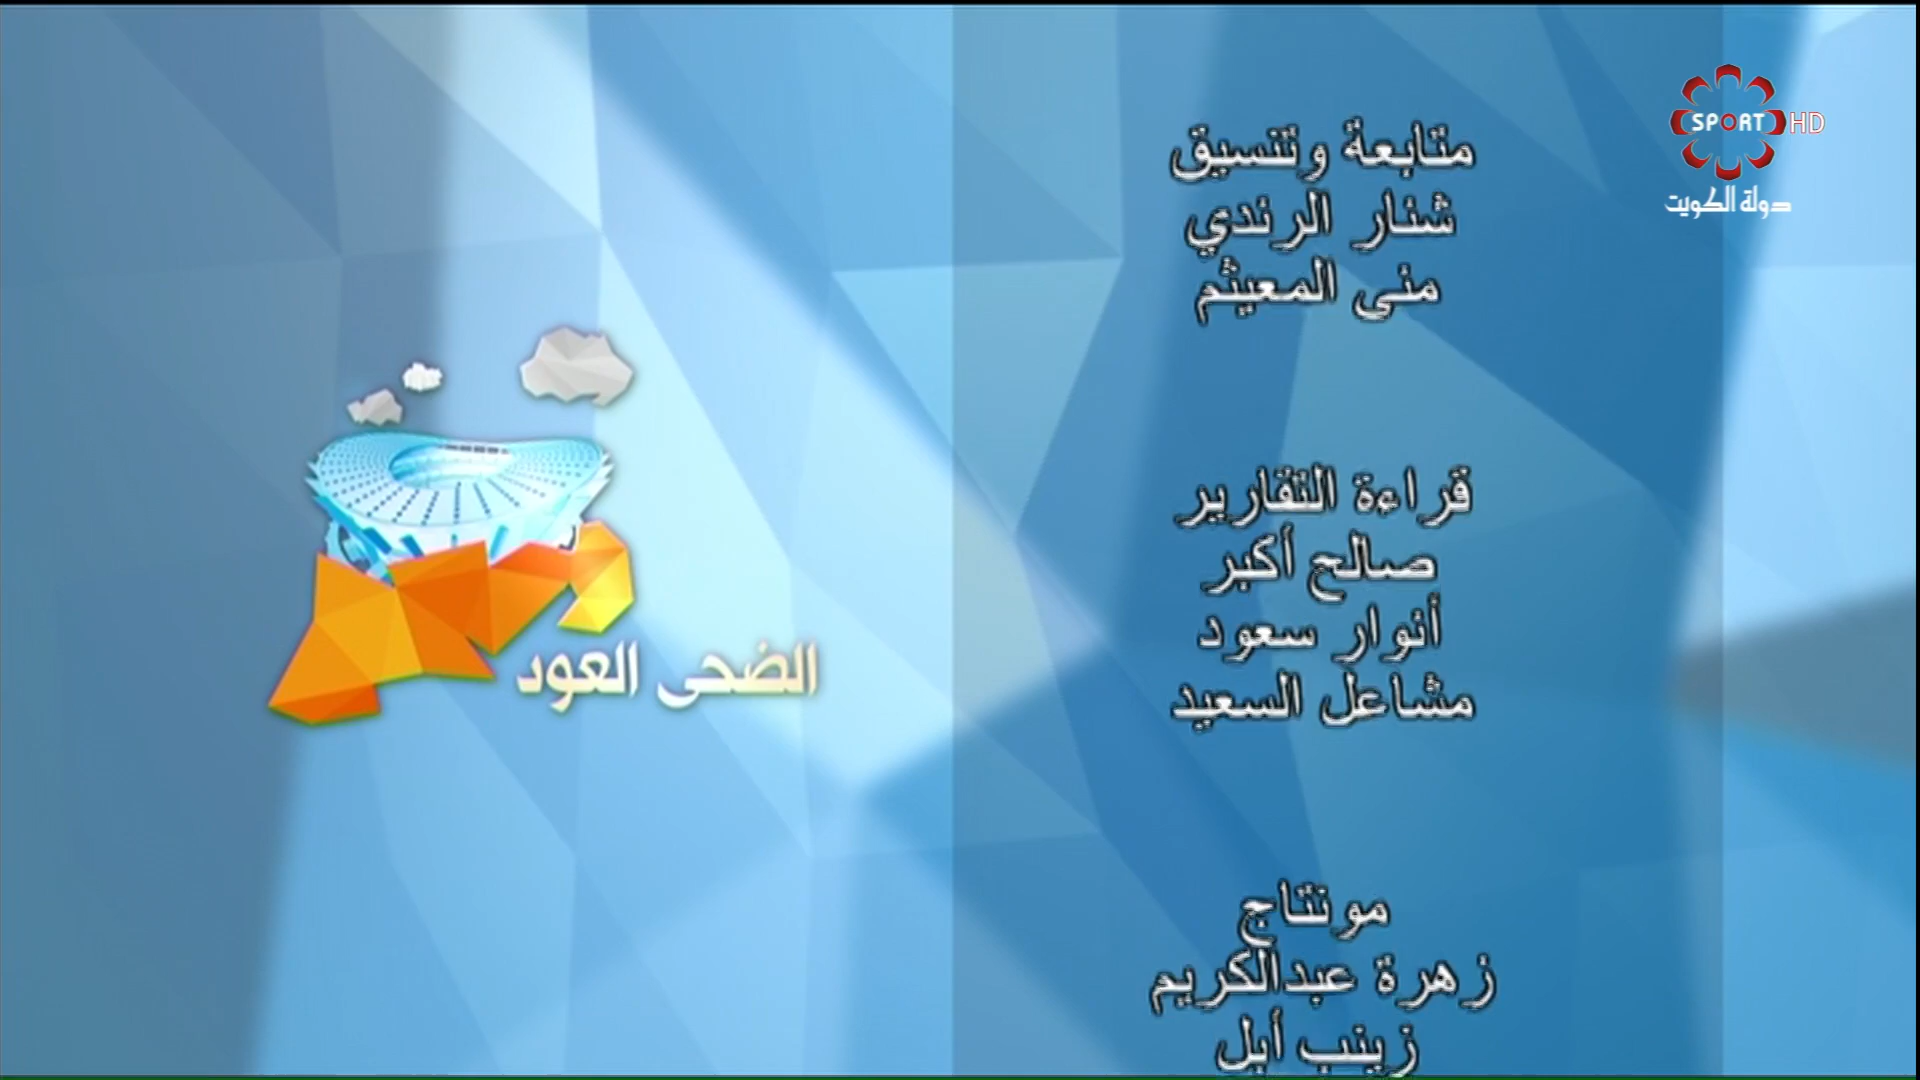 SPORT HD
دولة الكويت
متابعة وتنسيق
شنار الرندي
منى المعيثم
قراءة التقارير
صالح أكبر
أنوار سعود
مشاعل السعيد
مونتاج
زهرة عبدالكريم
زينب أبل
الضحى العود